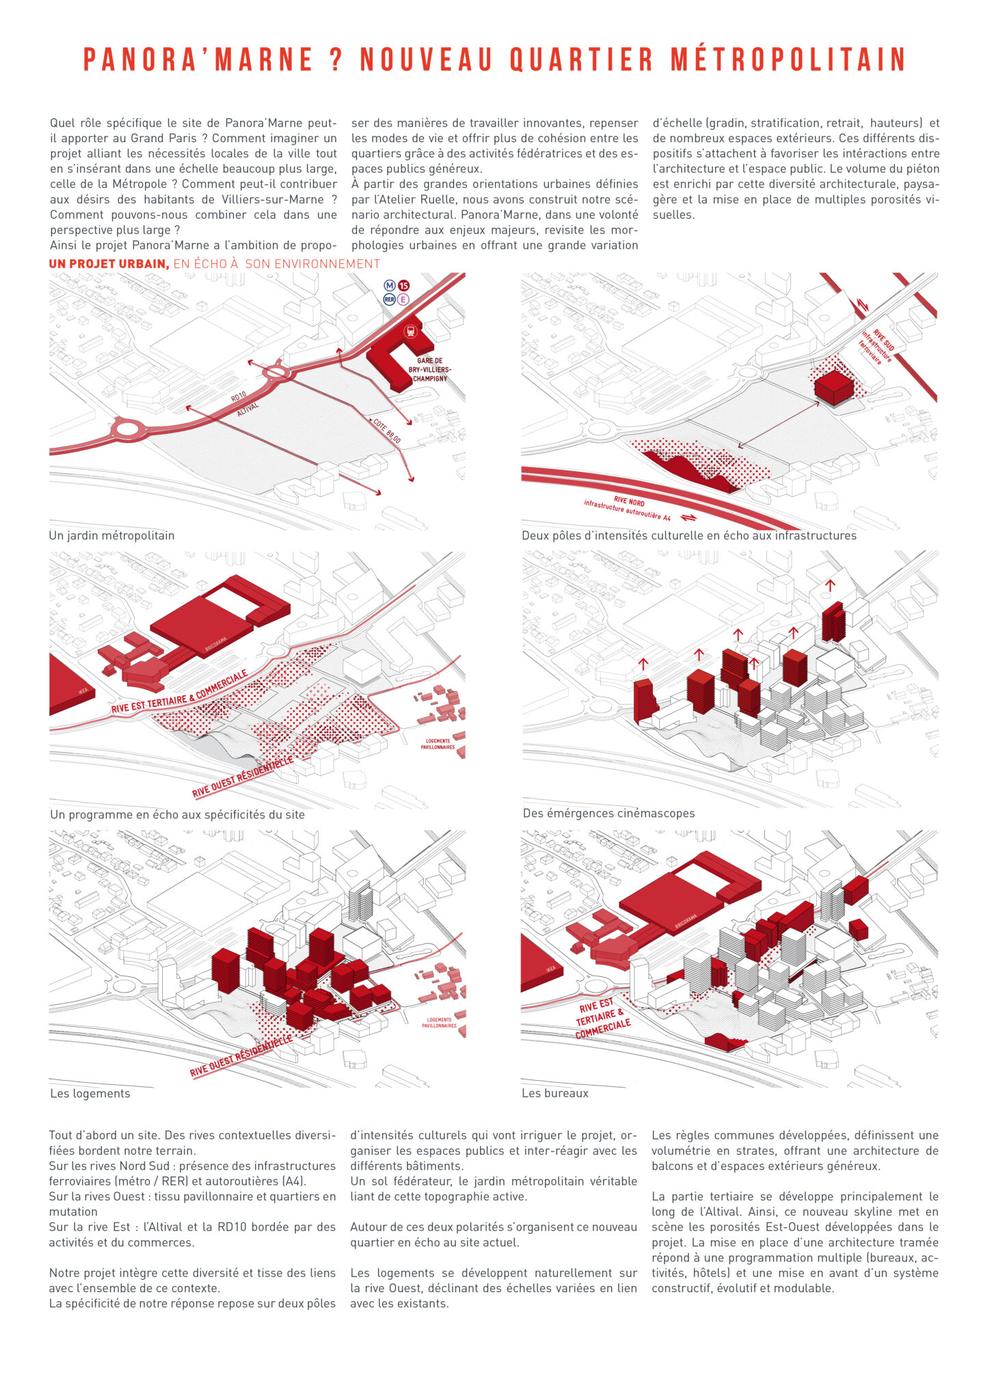 PANORA'MARNE ? NOUVEAU QUARTIER MÉTROPOLITAIN
Quel rôle spécifique le site de Panora'Marne peut-
il apporter au Grand Paris ? Comment imaginer un
projet alliant les nécessités locales de la ville tout
en s'insérant dans une échelle beaucoup plus large,
celle de la Métropole ? Comment peut-il contribuer
aux désirs des habitants de Villiers-sur-Marne ?
Comment pouvons-nous combiner cela dans une
perspective plus large ?
Ainsi le projet Panora'Marne a l'ambition de propo-
ser des manières de travailler innovantes, repenser
les modes de vie et offrir plus de cohésion entre les
quartiers grâce à des activités fédératrices et des es-
paces publics généreux.
À partir des grandes orientations urbaines définies
par l'Atelier Ruelle, nous avons construit notre scé-
nario architectural. Panora'Marne, dans une volonté
de répondre aux enjeux majeurs, revisite les mor-
phologies urbaines en offrant une grande variation
d'échelle (gradin, stratification, retrait, hauteurs) et
de nombreux espaces extérieurs. Ces différents dis-
positifs s'attachent à favoriser les intéractions entre
l'architecture et l'espace public. Le volume du piéton
est enrichi par cette diversité architecturale, paysa-
gère et la mise en place de multiples porosités vi-
suelles.
UN PROJET URBAIN, EN ÉCHO À SON ENVIRONNEMENT
M 15
RER E
GARE DE
BRY-VILLIERS-
CHAMPIGNY
RD10
ALTIVAL
COTE 88.00
Un jardin métropolitain
RIVE SUD
infrastructure
ferroviaire
RIVE NORD
infrastructure autoroutière A4
Deux pôles d'intensités culturelle en écho aux infrastructures
BRICORAMA
IKEA
RIVE EST TERTIAIRE & COMMERCIALE
LOGEMENTS
PAVILLONNAIRES
RIVE OUEST RÉSIDENTIELLE
Un programme en écho aux spécificités du site
Des émérgences cinémascopes
LOGEMENTS
PAVILLONNAIRES
RIVE OUEST RÉSIDENTIELLE
Les logements
BRICORAMA
IKEA
RIVE EST
TERTIAIRE &
COMMERCIALE
Les bureaux
Tout d'abord un site. Des rives contextuelles diversi-
fiées bordent notre terrain.
Sur les rives Nord Sud : présence des infrastructures
ferroviaires (métro / RER) et autoroutières (A4).
Sur la rives Ouest : tissu pavillonnaire et quartiers en
mutation
Sur la rive Est : l'Altival et la RD10 bordée par des
activités et du commerces.
Notre projet intègre cette diversité et tisse des liens
avec l'ensemble de ce contexte.
La spécificité de notre réponse repose sur deux pôles
d'intensités culturels qui vont irriguer le projet, or-
ganiser les espaces publics et inter-réagir avec les
différents bâtiments.
Un sol fédérateur, le jardin métropolitain véritable
liant de cette topographie active.
Autour de ces deux polarités s'organisent ce nouveau
quartier en écho au site actuel.
Les logements se développent naturellement sur
la rive Ouest, déclinant des échelles variées en lien
avec les existants.
Les règles communes développées, définissent une
volumétrie en strates, offrant une architecture de
balcons et d'espaces extérieurs généreux.
La partie tertiaire se développe principalement le
long de l'Altival. Ainsi, ce nouveau skyline met en
scène les porosités Est-Ouest développées dans le
projet. La mise en place d'une architecture tramée
répond à une programmation multiple (bureaux, ac-
tivités, hôtels) et une mise en avant d'un système
constructif, évolutif et modulable.